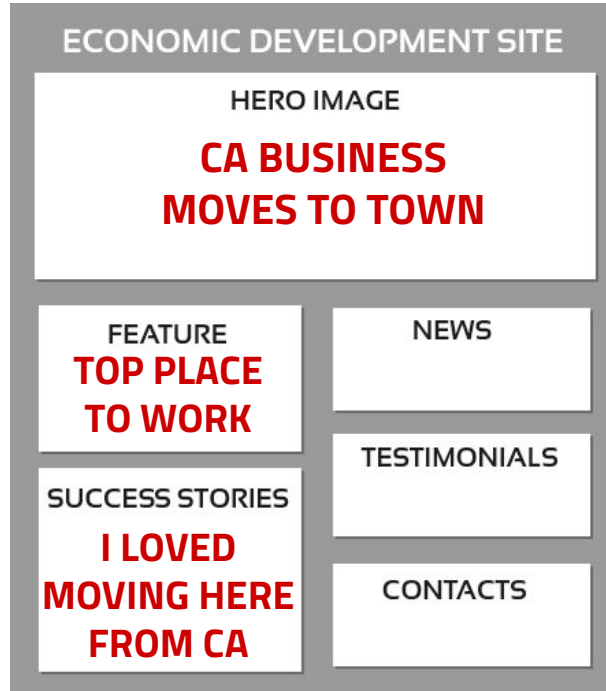 ECONOMIC DEVELOPMENT SITE
HERO IMAGE
CA BUSINESS
MOVES TO TOWN
FEATURE
TOP PLACE
TO WORK
SUCCESS STORIES
I LOVED
MOVING HERE
FROM CA
NEWS
TESTIMONIALS
CONTACTS